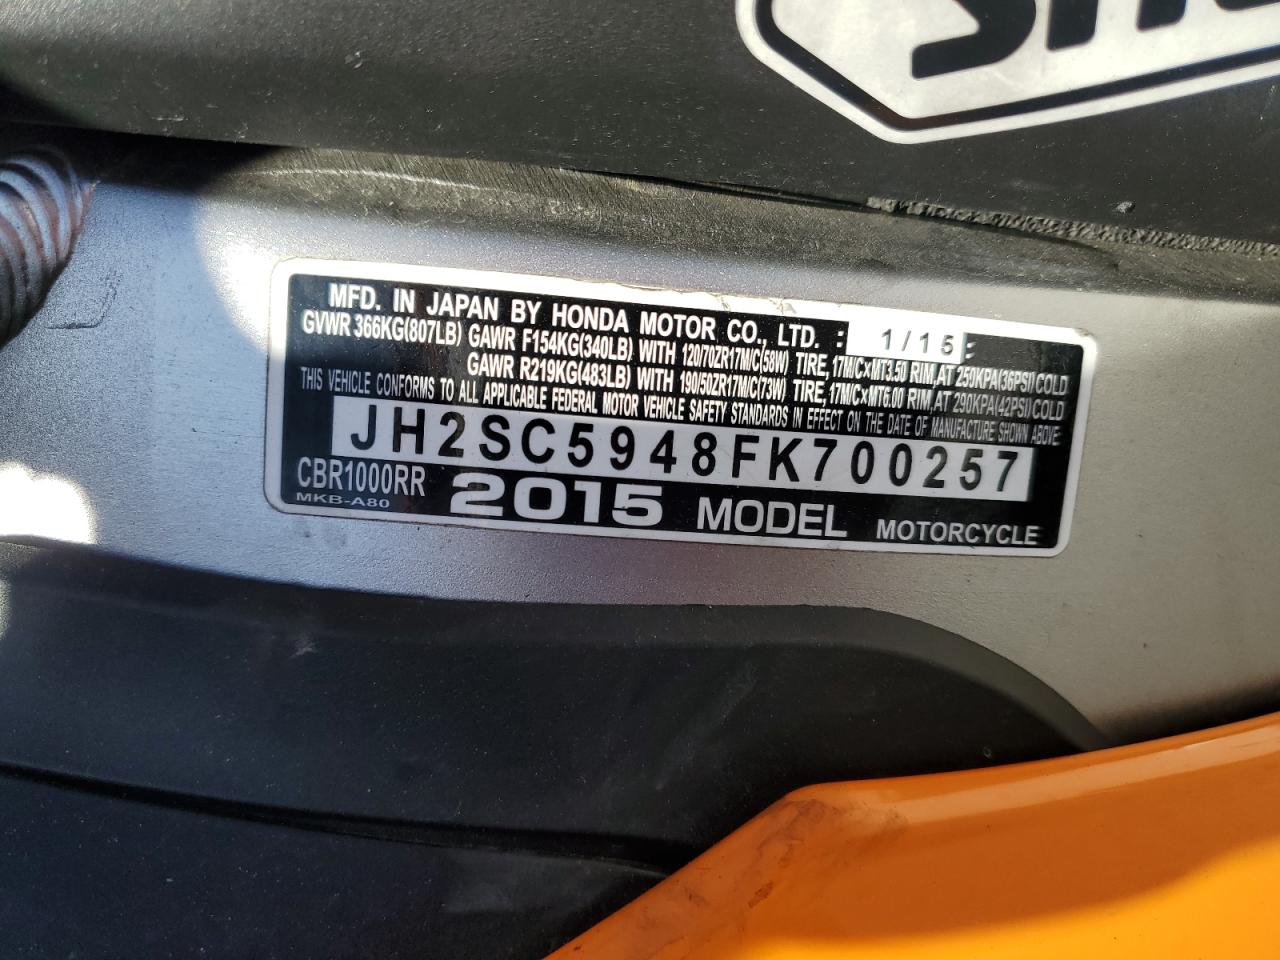 MFD. IN JAPAN BY HONDA MOTOR CO., LTD. : 1/15 :
GVWR 366KG(807LB) GAWR F154KG(340LB) WITH 120/70ZR17M/C(58W) TIRE, 17M/C×MT3.50 RIM, AT 250KPA(36PSI)COLD
GAWR R219KG(483LB) WITH 190/50ZR17M/C(73W) TIRE, 17M/C×MT6.00 RIM, AT 290KPA(42PSI)COLD
THIS VEHICLE CONFORMS TO ALL APPLICABLE FEDERAL MOTOR VEHICLE SAFETY STANDARDS IN EFFECT ON THE DATE OF MANUFACTURE SHOWN ABOVE.
JH2SC5948FK700257
CBR1000RR 2015 MODEL MOTORCYCLE
MKB-A80